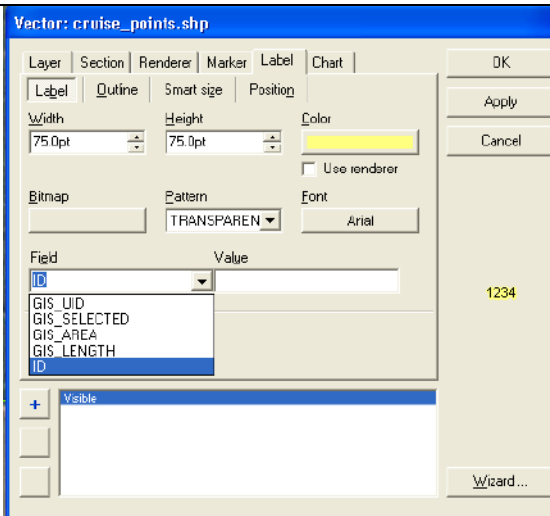 Vector: cruise_points.shp
Layer Section Renderer Marker Label Chart
OK
Label Outline Smart size Position
Apply
Width Height Color
75.0pt 75.0pt
Cancel
Use renderer
Bitmap Pattern Font
TRANSPAREN Arial
Field Value
ID
1234
GIS_UID
GIS_SELECTED
GIS_AREA
GIS_LENGTH
ID
+ Visible
Wizard...